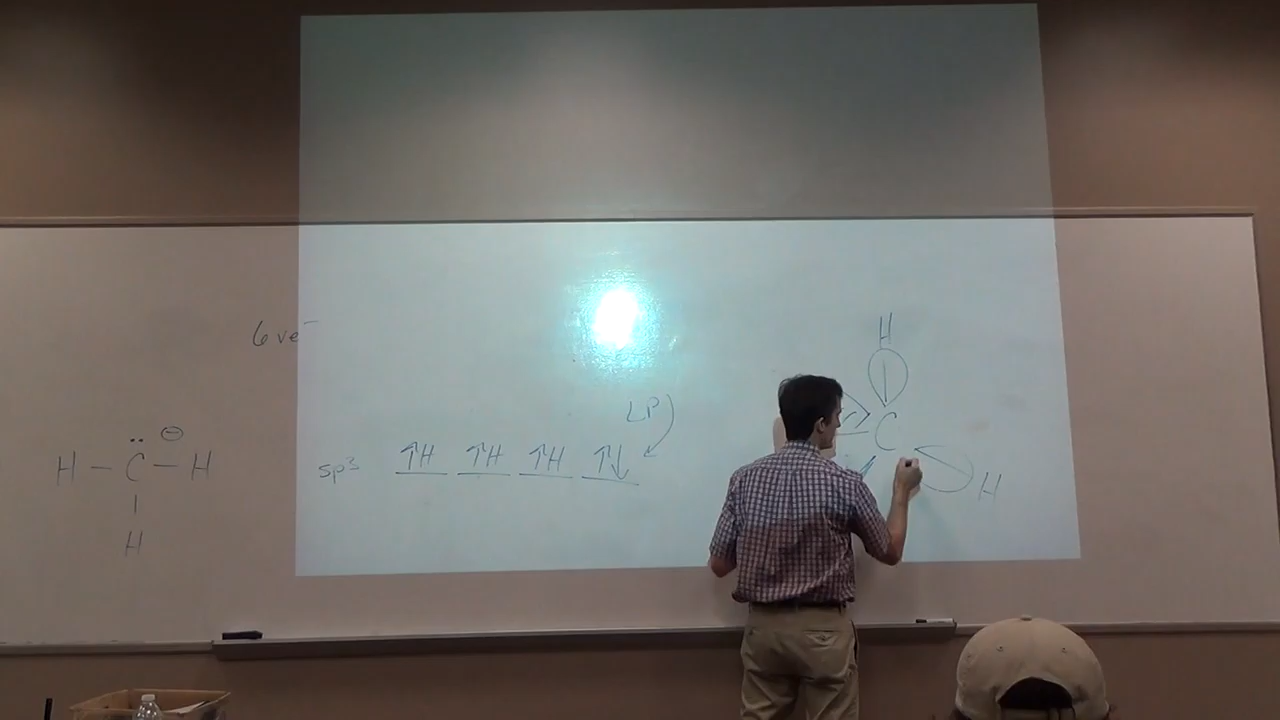 6 ve⁻
H – C̈ – H ⊖
|
H
sp³ ↑H ↑H ↑H ↑↓
LP
H
C
H